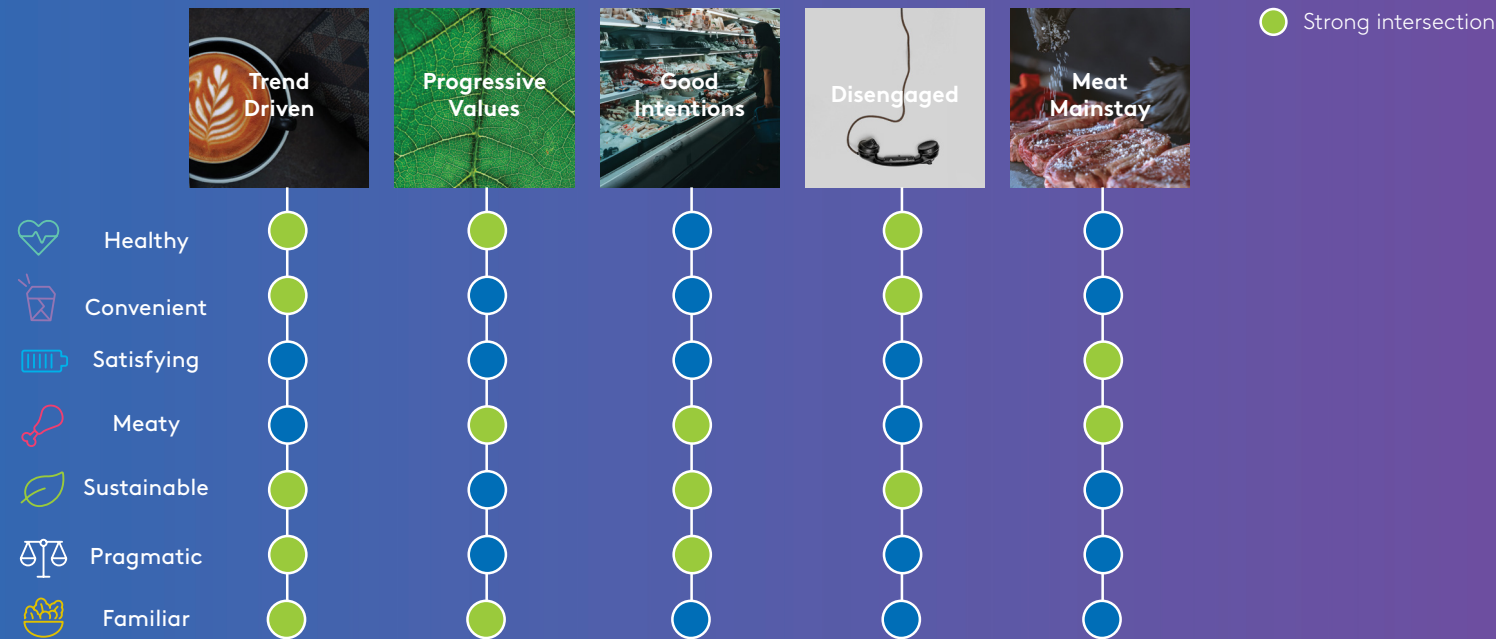 Trend
Driven
Progressive
Values
Good
Intentions
Disengaged
Meat
Mainstay
Strong intersection
Healthy
Convenient
Satisfying
Meaty
Sustainable
Pragmatic
Familiar